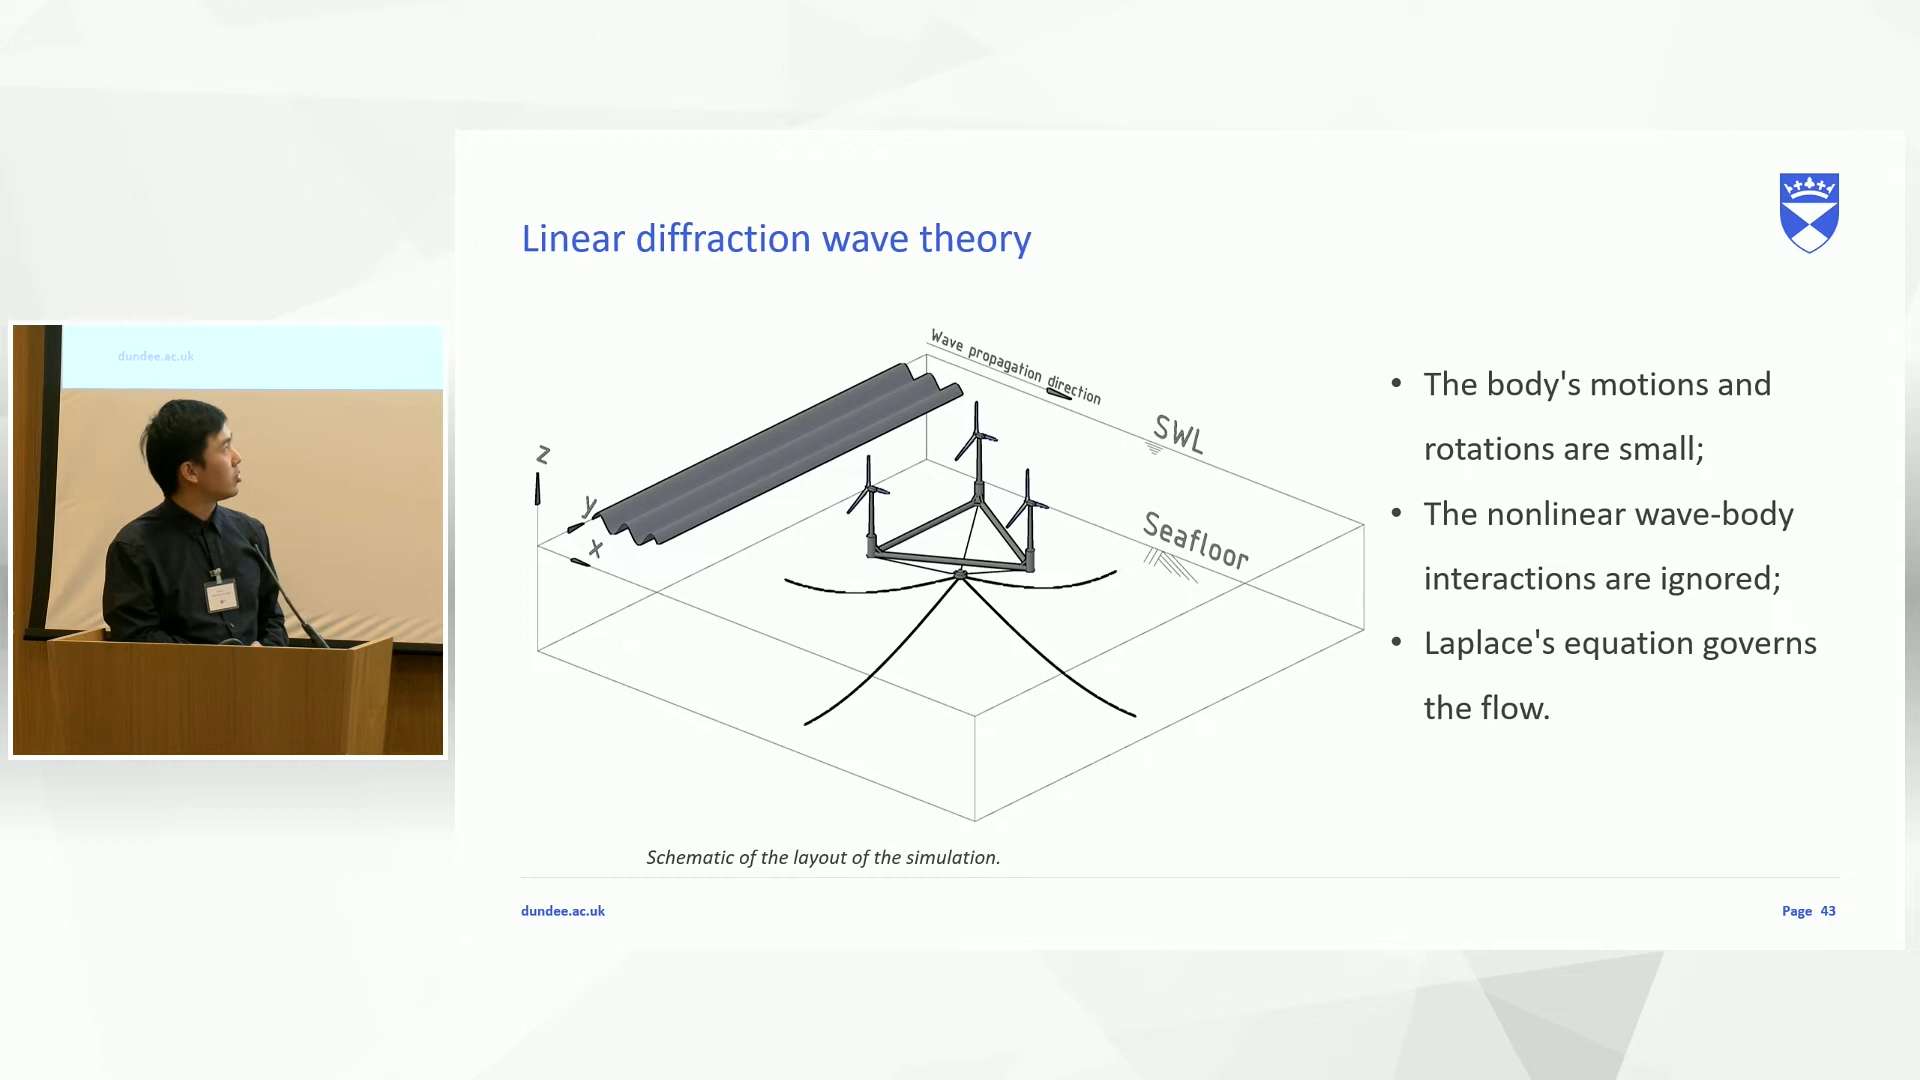 dundee.ac.uk
Linear diffraction wave theory
Wave propagation direction
SWL
Seafloor
z
y
x
• The body's motions and
rotations are small;
• The nonlinear wave-body
interactions are ignored;
• Laplace's equation governs
the flow.
Schematic of the layout of the simulation.
dundee.ac.uk
Page 43